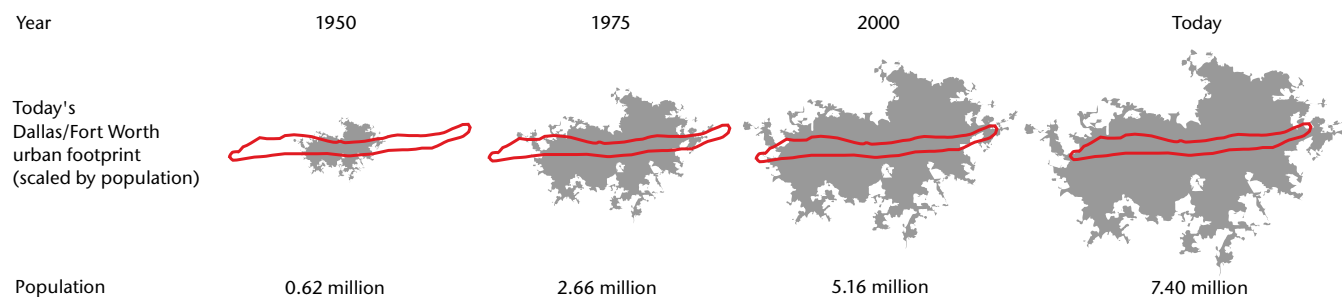 Year 1950 1975 2000 Today
Today's
Dallas/Fort Worth
urban footprint
(scaled by population)
Population 0.62 million 2.66 million 5.16 million 7.40 million